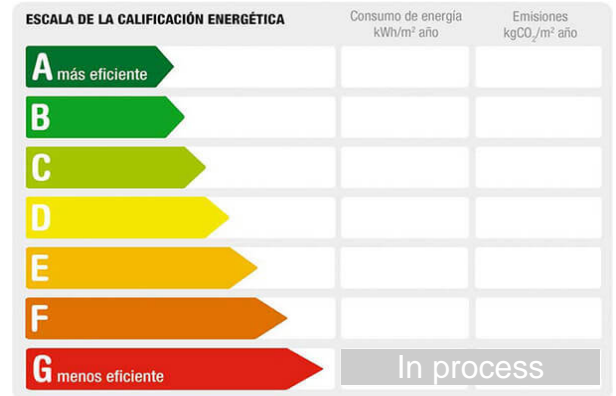 ESCALA DE LA CALIFICACIÓN ENERGÉTICA
Consumo de energía
kWh/m² año
Emisiones
kgCO₂/m² año
A más eficiente
B
C
D
E
F
G menos eficiente
In process